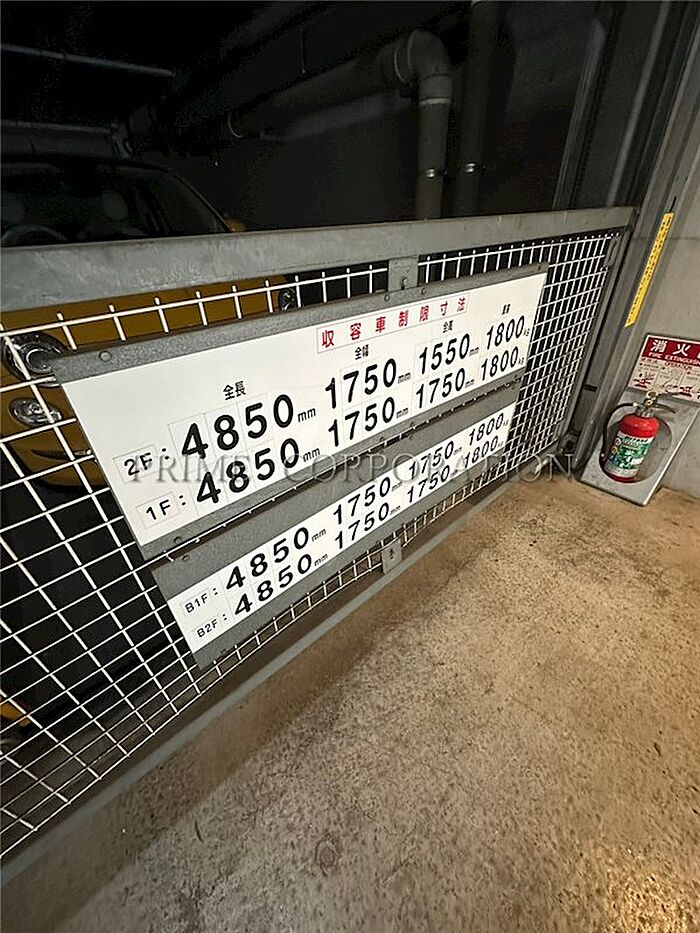 収容車制限寸法
全長 全幅 全高 重量
2F: 4850mm 1750mm 1550mm 1800kg
1F: 4850mm 1750mm 1750mm 1800kg
B1F: 4850mm 1750mm 1750mm 1800kg
B2F: 4850mm 1750mm 1750mm 1800kg
PRIME CORPORATION
消火
FIRE EXTINGUISHER